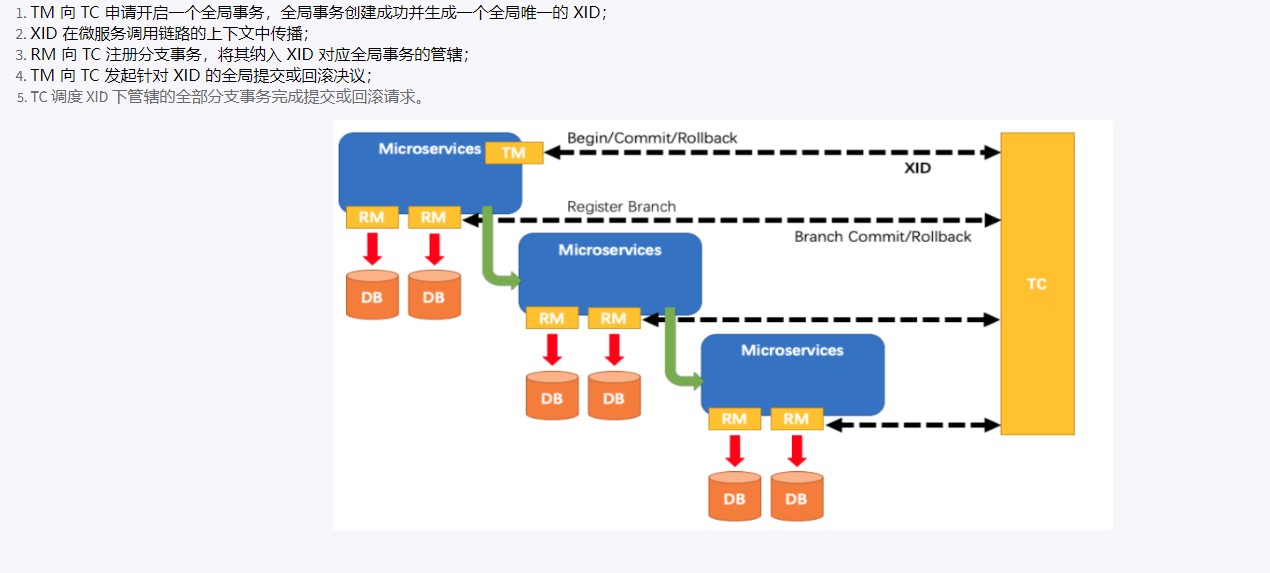 1. TM 向 TC 申请开启一个全局事务，全局事务创建成功并生成一个全局唯一的 XID；
2. XID 在微服务调用链路的上下文中传播；
3. RM 向 TC 注册分支事务，将其纳入 XID 对应全局事务的管辖；
4. TM 向 TC 发起针对 XID 的全局提交或回滚决议；
5. TC 调度 XID 下管辖的全部分支事务完成提交或回滚请求。
Begin/Commit/Rollback
Microservices
TM
XID
Register Branch
RM
RM
Branch Commit/Rollback
Microservices
TC
DB
DB
RM
RM
Microservices
DB
DB
RM
RM
DB
DB